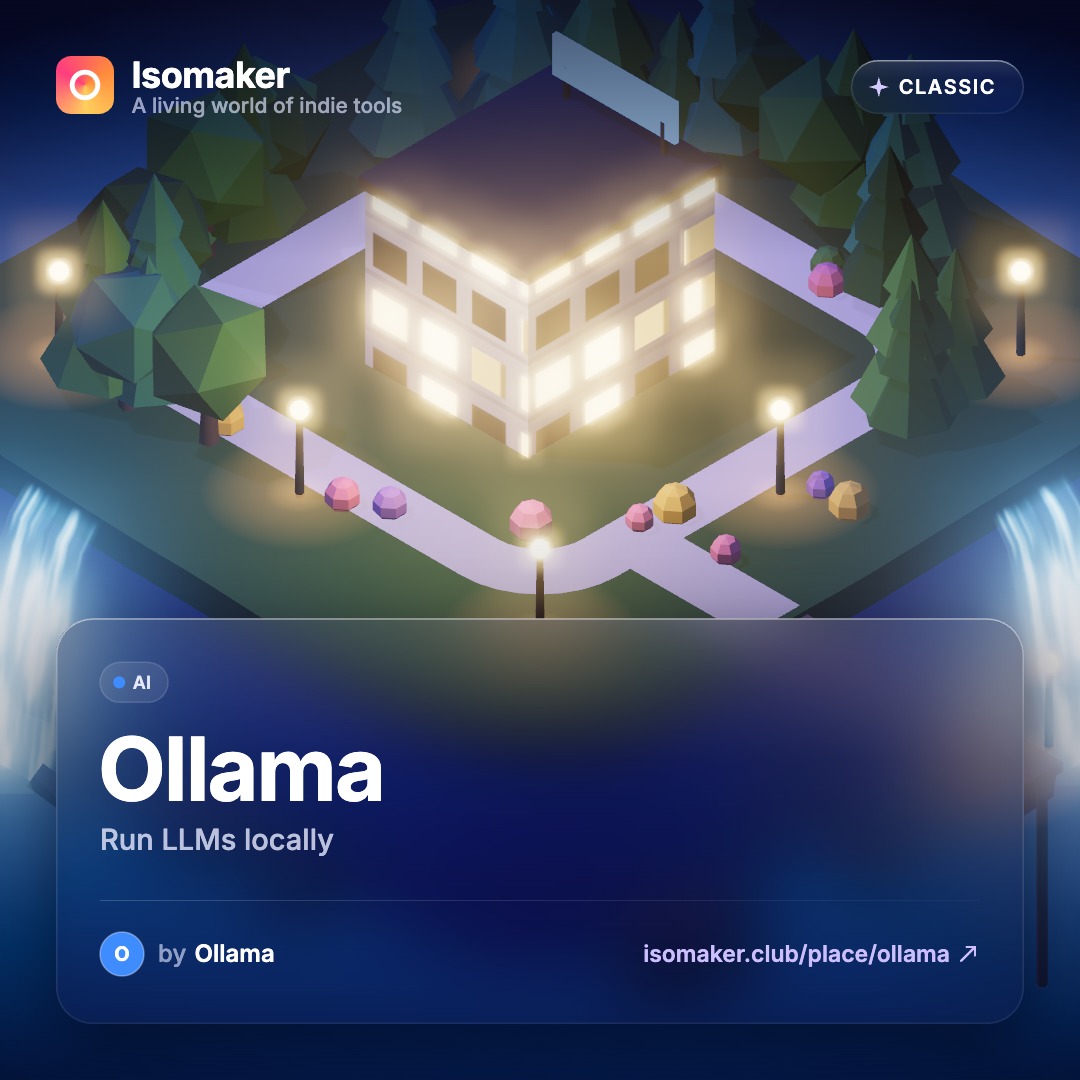 Isomaker
A living world of indie tools
CLASSIC
AI
Ollama
Run LLMs locally
O
by Ollama
isomaker.club/place/ollama ↗